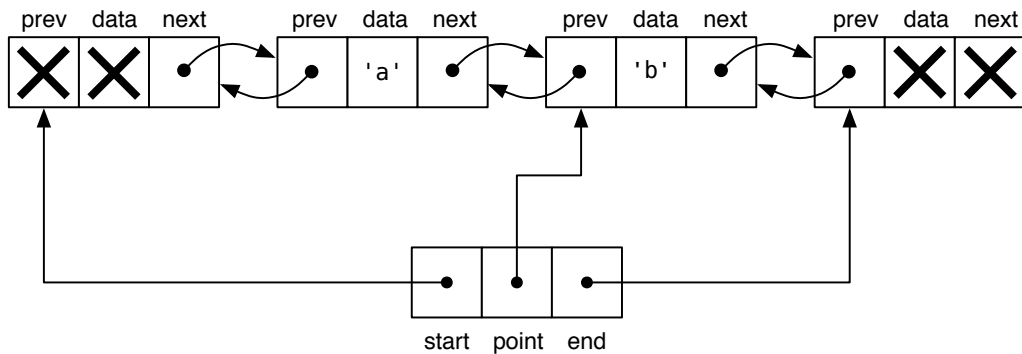 prev data next prev data next prev data next prev data next
'a' 'b'
start point end